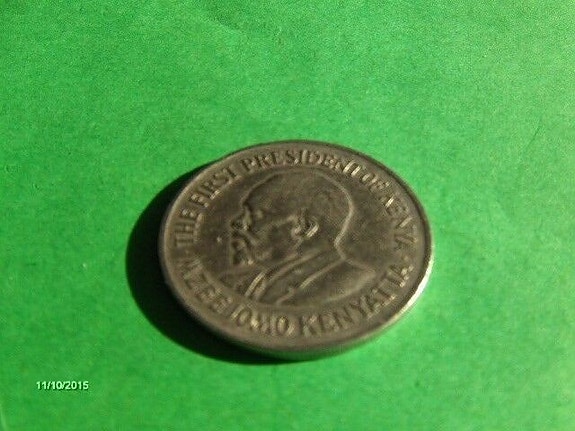 THE FIRST PRESIDENT OF KENYA
MZEE JOMO KENYATTA
11/10/2015